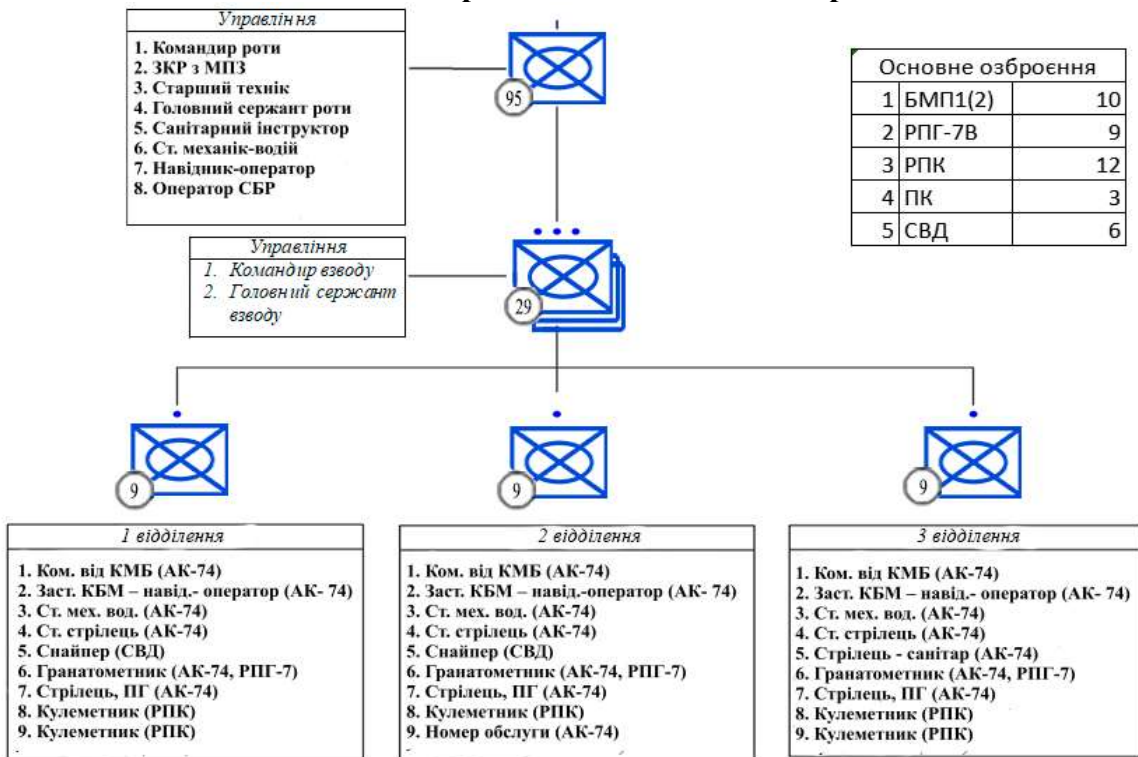 Управління
1. Командир роти
2. ЗКР з МПЗ
3. Старший технік
4. Головний сержант роти
5. Санітарний інструктор
6. Ст. механік-водій
7. Навідник-оператор
8. Оператор СБР
95
Основне озброєння
1 БМП1(2) 10
2 РПГ-7В 9
3 РПК 12
4 ПК 3
5 СВД 6
Управління
1. Командир взводу
2. Головний сержант
взводу
29
9
9
9
1 відділення
1. Ком. від КМБ (АК-74)
2. Заст. КБМ – навід.- оператор (АК- 74)
3. Ст. мех. вод. (АК-74)
4. Ст. стрілець (АК-74)
5. Снайпер (СВД)
6. Гранатометник (АК-74, РПГ-7)
7. Стрілець, ПГ (АК-74)
8. Кулеметник (РПК)
9. Кулеметник (РПК)
2 відділення
1. Ком. від КМБ (АК-74)
2. Заст. КБМ – навід.-оператор (АК- 74)
3. Ст. мех. вод. (АК-74)
4. Ст. стрілець (АК-74)
5. Снайпер (СВД)
6. Гранатометник (АК-74, РПГ-7)
7. Стрілець, ПГ (АК-74)
8. Кулеметник (РПК)
9. Номер обслуги (АК-74)
3 відділення
1. Ком. від КМБ (АК-74)
2. Заст. КБМ – навід.- оператор (АК- 74)
3. Ст. мех. вод. (АК-74)
4. Ст. стрілець (АК-74)
5. Стрілець - санітар (АК-74)
6. Гранатометник (АК-74, РПГ-7)
7. Стрілець, ПГ (АК-74)
8. Кулеметник (РПК)
9. Кулеметник (РПК)